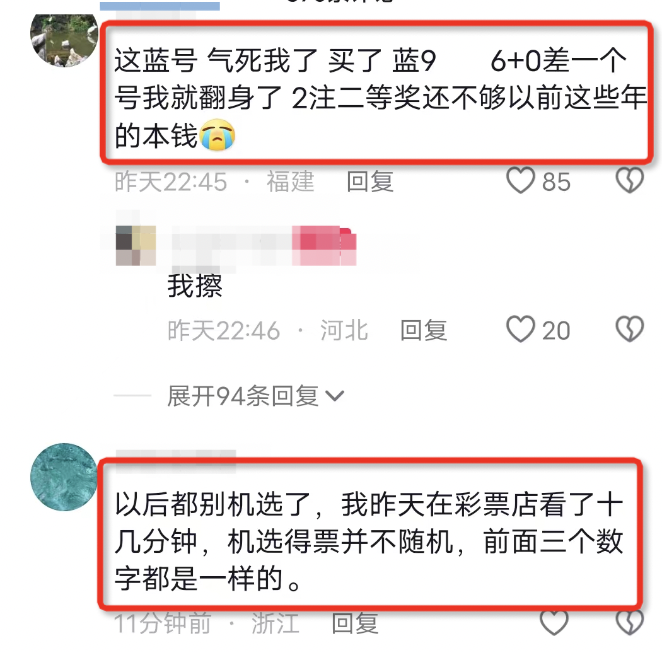 这蓝号 气死我了 买了 蓝9 6+0差一个
号我就翻身了 2注二等奖还不够以前这些年
的本钱😭
昨天22:45 · 福建 回复 85
我擦
昨天22:46 · 河北 回复 20
展开94条回复
以后都别机选了，我昨天在彩票店看了十
几分钟，机选得票并不随机，前面三个数
字都是一样的。
11分钟前 · 浙江 回复